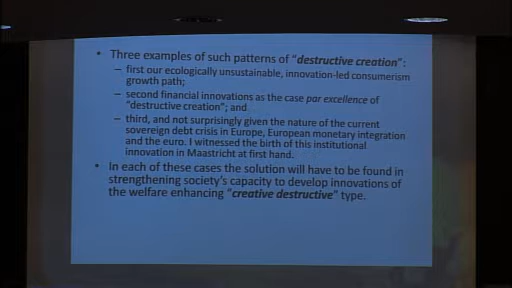 • Three examples of such patterns of "destructive creation":
– first our ecologically unsustainable, innovation-led consumerism
growth path;
– second financial innovations as the case par excellence of
"destructive creation"; and
– third, and not surprisingly given the nature of the current
sovereign debt crisis in Europe, European monetary integration
and the euro. I witnessed the birth of this institutional
innovation in Maastricht at first hand.
• In each of these cases the solution will have to be found in
strengthening society's capacity to develop innovations of
the welfare enhancing "creative destructive" type.